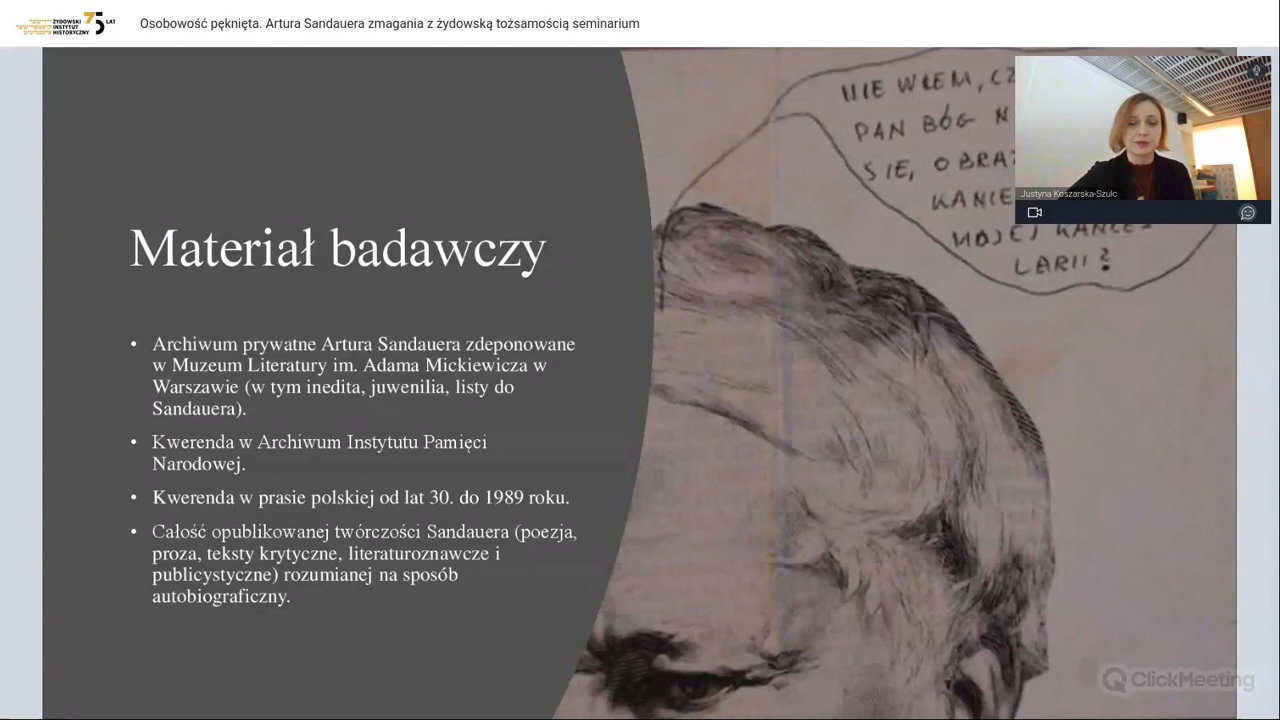 ŻYDOWSKI
INSTYTUT
HISTORYCZNY
75 LAT
Osobowość pęknięta. Artura Sandauera zmagania z żydowską tożsamością seminarium
Materiał badawczy
• Archiwum prywatne Artura Sandauera zdeponowane
w Muzeum Literatury im. Adama Mickiewicza w
Warszawie (w tym inedita, juwenilia, listy do
Sandauera).
• Kwerenda w Archiwum Instytutu Pamięci
Narodowej.
• Kwerenda w prasie polskiej od lat 30. do 1989 roku.
• Całość opublikowanej twórczości Sandauera (poezja,
proza, teksty krytyczne, literaturoznawcze i
publicystyczne) rozumianej na sposób
autobiograficzny.
NIE WIEM, CZ
PAN BÓG N
SIE, OBRA
KANCE
MOJEJ KANCE-
LARII?
Justyna Koszarska-Szulc
ClickMeeting